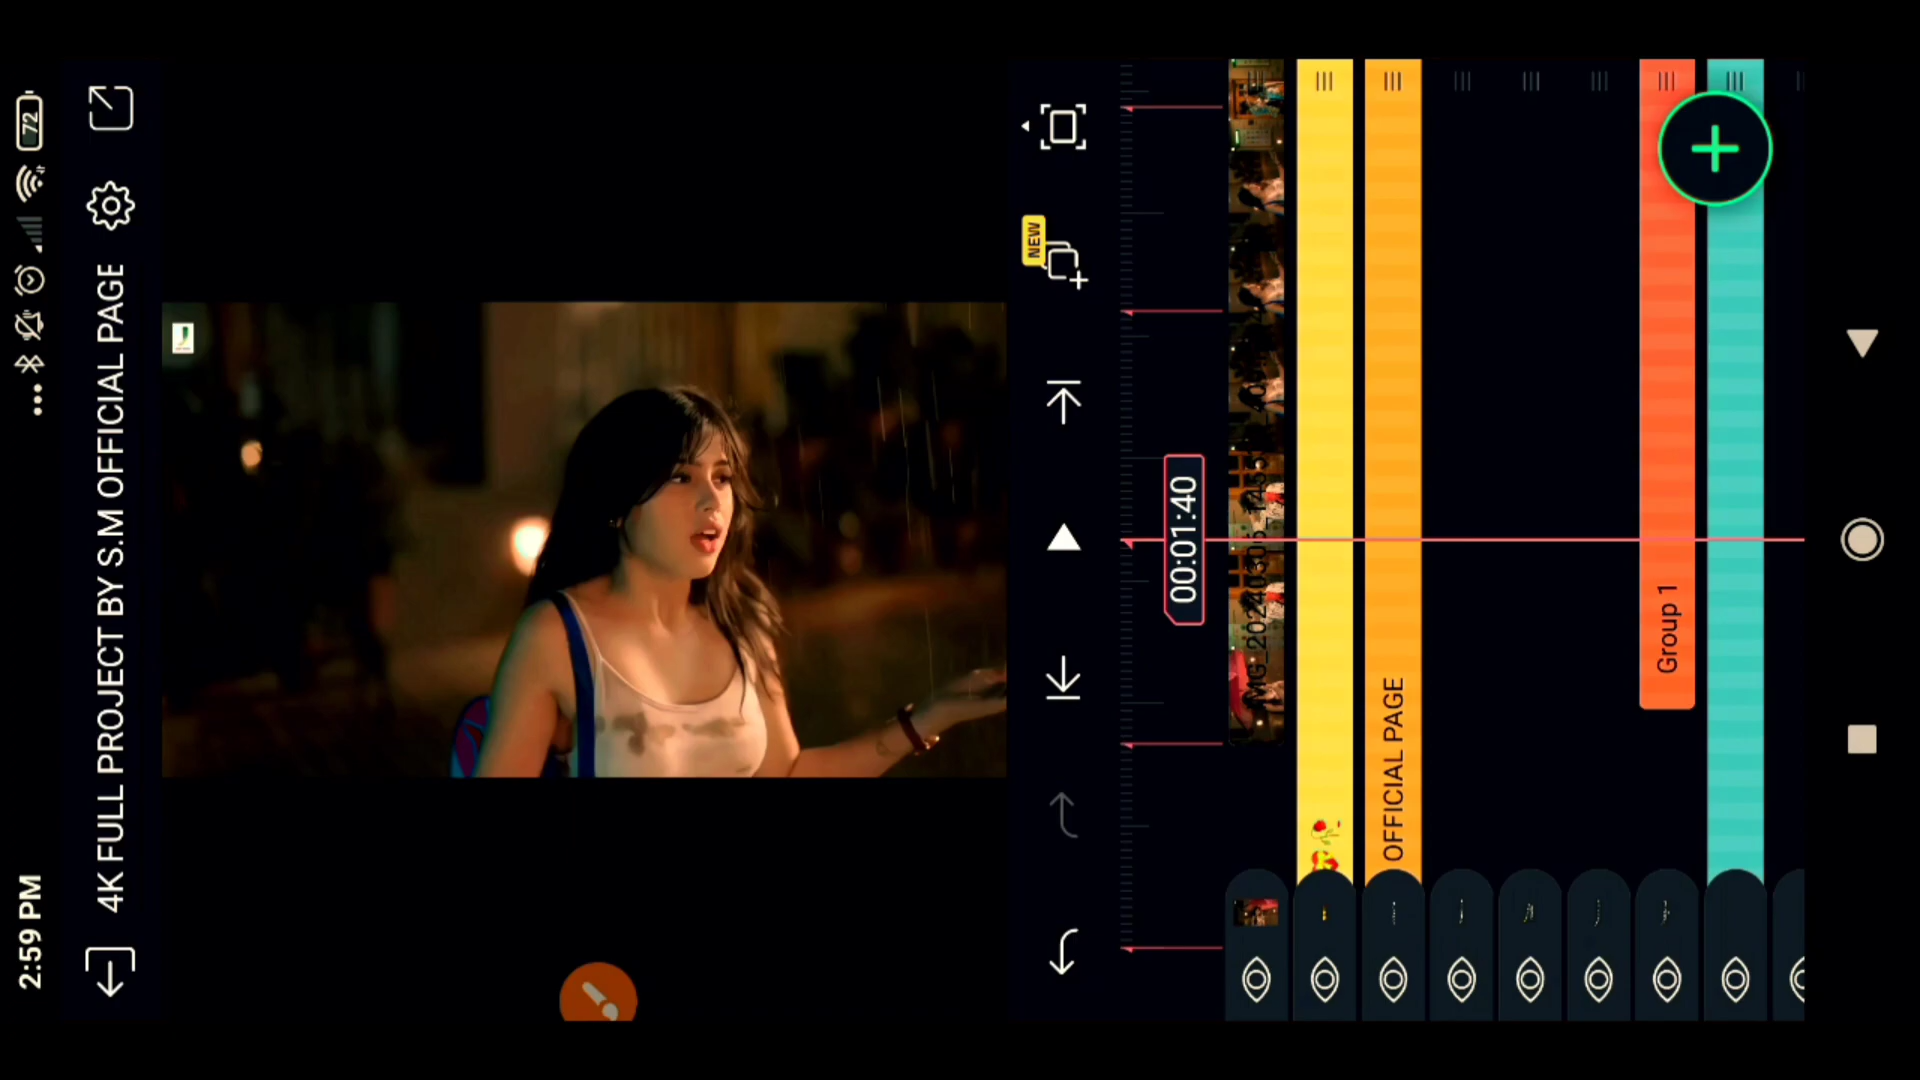 2:59 PM
72
4K FULL PROJECT BY S.M OFFICIAL PAGE
NEW
00:01:40
OFFICIAL PAGE
Group 1